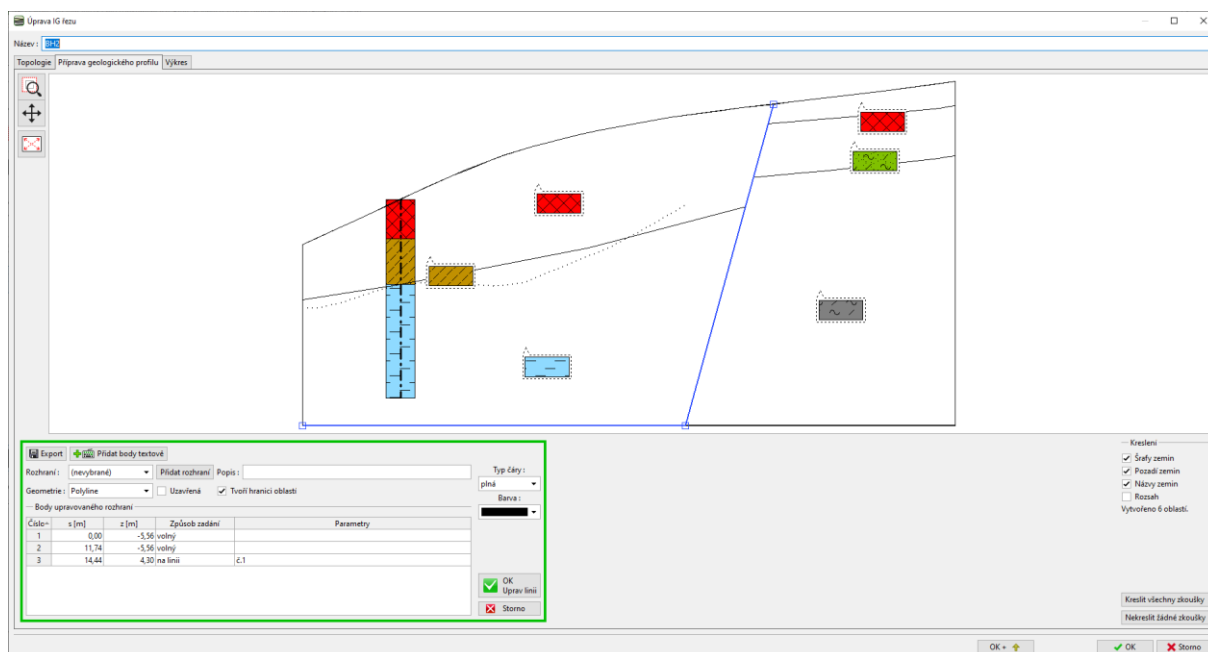 Úprava IG řezu
Název : BH2
Topologie Příprava geologického profilu Výkres
Export Přidat body textově
Rozhraní : (nevybrané) Přidat rozhraní Popis :
Geometrie : Polyline Uzavřená Tvoří hranici oblastí
Body upravovaného rozhraní
Číslo s [m] z [m] Způsob zadání Parametry
1 0,00 -5,56 volný
2 11,74 -5,56 volný
3 14,44 4,30 na linii č.1
Typ čáry :
plná
Barva :
OK
Uprav linii
Storno
Kreslení
Šrafy zemin
Pozadí zemin
Názvy zemin
Rozsah
Vytvořeno 6 oblastí.
Kreslit všechny zkoušky
Nekreslit žádné zkoušky
OK + OK Storno